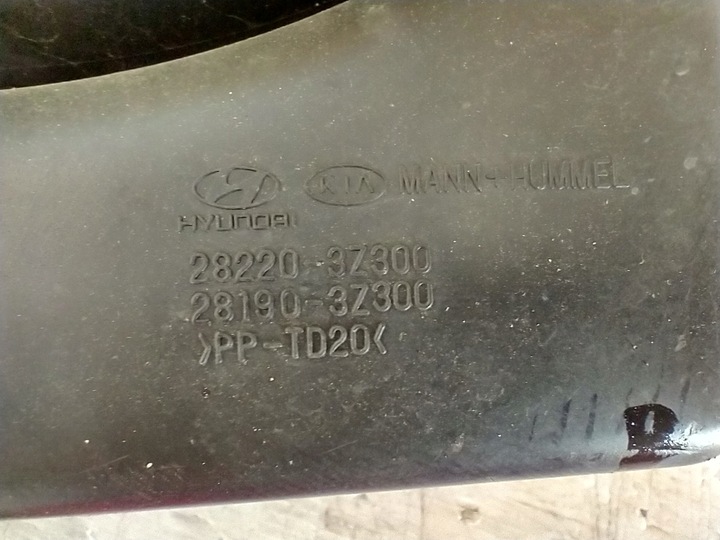 KIA MANN+HUMMEL
HYUNDAI
28220-3Z300
28190-3Z300
>PP-TD20<